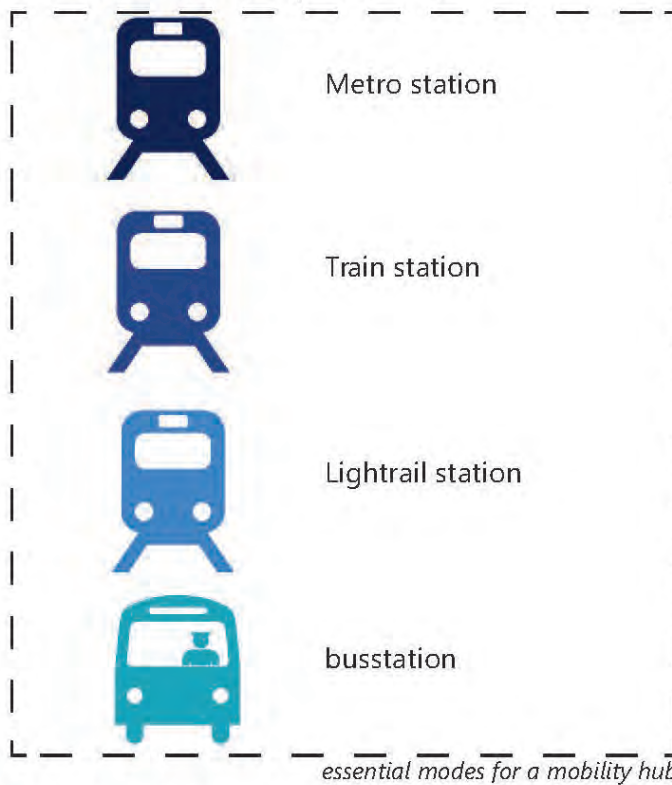 Metro station
Train station
Lightrail station
busstation
essential modes for a mobility hub